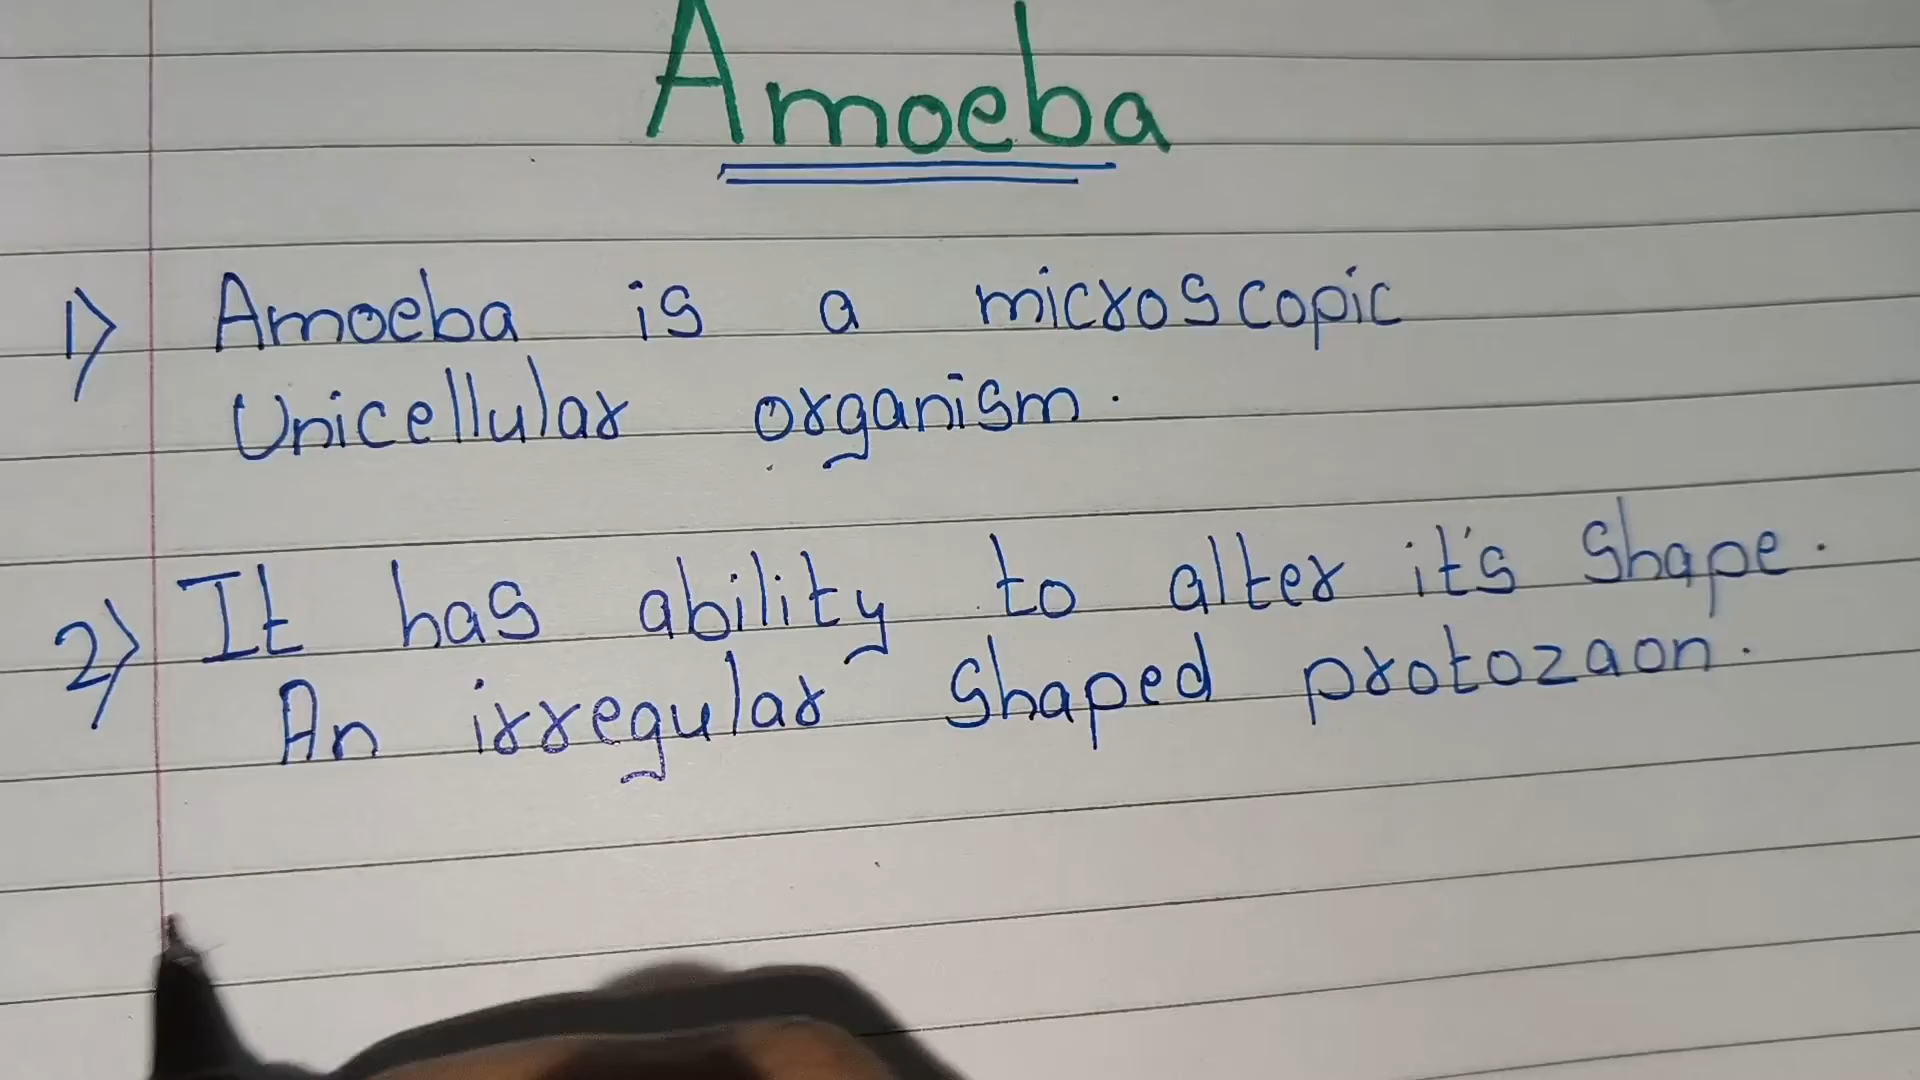 Amoeba
1) Amoeba is a microscopic
Unicellular organism.
2) It has ability to alter it's shape.
An irregular shaped protozaon.